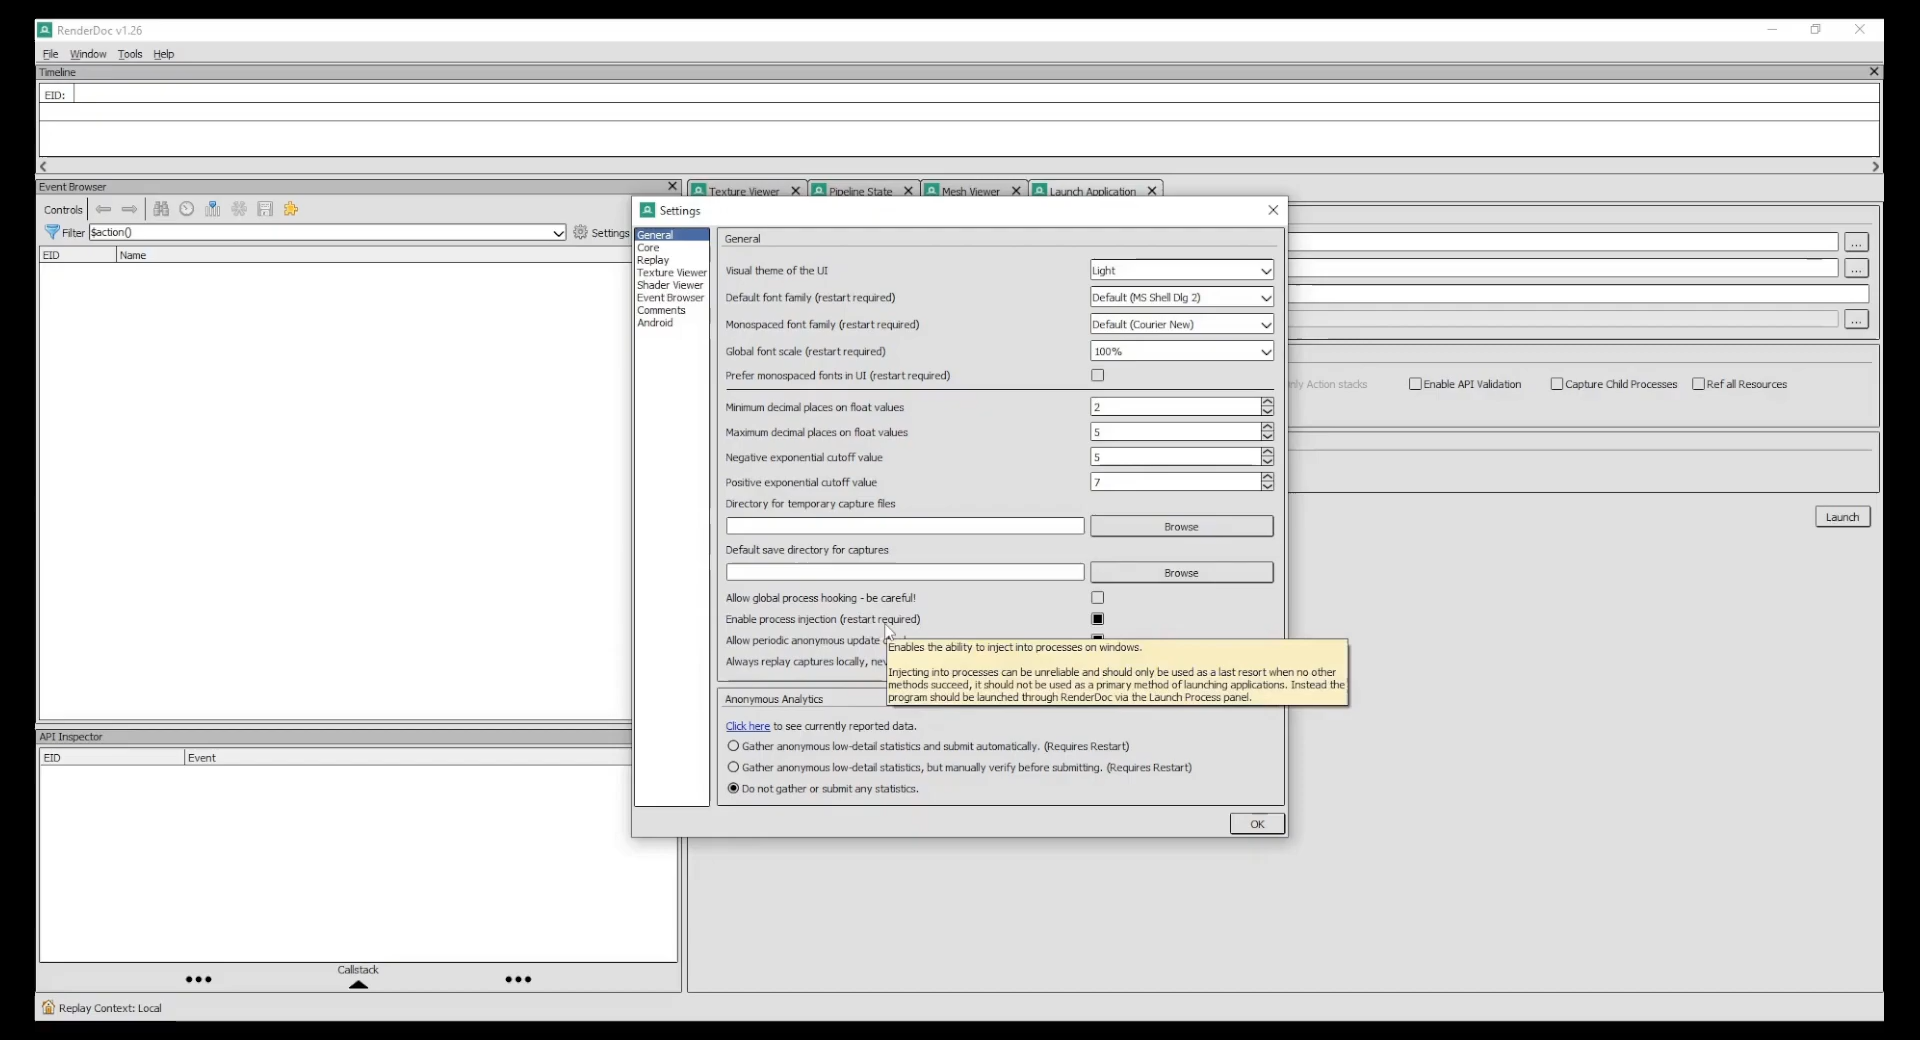 RenderDoc v1.26
File Window Tools Help
Timeline
EID:
Event Browser
Controls
Filter $action() Settings
EID Name
Texture Viewer Pipeline State Mesh Viewer Launch Application
Settings
General
Core
Replay
Texture Viewer
Shader Viewer
Event Browser
Comments
Android
General
Visual theme of the UI Light
Default font family (restart required) Default (MS Shell Dlg 2)
Monospaced font family (restart required) Default (Courier New)
Global font scale (restart required) 100%
Prefer monospaced fonts in UI (restart required)
Minimum decimal places on float values 2
Maximum decimal places on float values 5
Negative exponential cutoff value 5
Positive exponential cutoff value 7
Directory for temporary capture files
Browse
Default save directory for captures
Browse
Allow global process hooking - be careful!
Enable process injection (restart required)
Allow periodic anonymous update
Always replay captures locally,
Enables the ability to inject into processes on windows.
Injecting into processes can be unreliable and should only be used as a last resort when no other
methods succeed, it should not be used as a primary method of launching applications. Instead the
program should be launched through RenderDoc via the Launch Process panel.
Anonymous Analytics
Click here to see currently reported data.
Gather anonymous low-detail statistics and submit automatically. (Requires Restart)
Gather anonymous low-detail statistics, but manually verify before submitting. (Requires Restart)
Do not gather or submit any statistics.
OK
...
...
...
Action stacks Enable API Validation Capture Child Processes Ref all Resources
Launch
API Inspector
EID Event
Callstack
Replay Context: Local